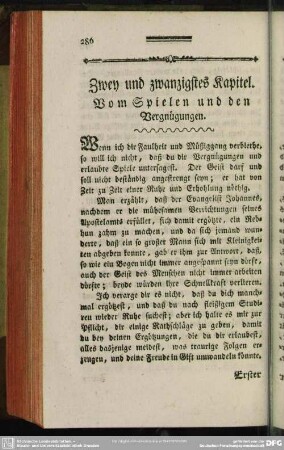 286
Zwey und zwanzigstes Kapitel.
Vom Spielen und den
Vergnügungen.
Wenn ich die Faulheit und Müßiggang verbiethe,
so will ich nicht, daß du die Vergnügungen und
erlaubte Spiele untersagest. Der Geist darf und
soll nicht beständig angestrengt seyn; er hat von
Zeit zu Zeit einer Ruhe und Erhohlung nöthig.
Man erzählt, daß der Evangelist Johannes,
nachdem er die mühesamen Verrichtungen seines
Apostelamts erfüllet, sich damit ergötzte, ein Reb-
hun zahm zu machen, und da sich jemand wun-
derte, daß ein so großer Mann sich mit Kleinigkei-
ten abgeben konnte, gab er ihm zur Antwort, daß,
so wie ein Bogen nicht immer angespannt seyn dörfe,
auch der Geist des Menschen nicht immer arbeiten
dörfte; beyde würden ihre Schnellkraft verlieren.
Ich verarge dir es nicht, daß du dich manch-
mal ergötzest, und daß du nach fleißigem Studi-
ren wieder Ruhe suchest; aber ich halte es mir zur
Pflicht, dir einige Rathschläge zu geben, damit
du bey deinen Ergötzungen, die du dir erlaubest,
alles dasjenige meidest, was traurige Folgen er-
zeugen, und deine Freude in Gift umwandeln könnte.
Erster
DFG